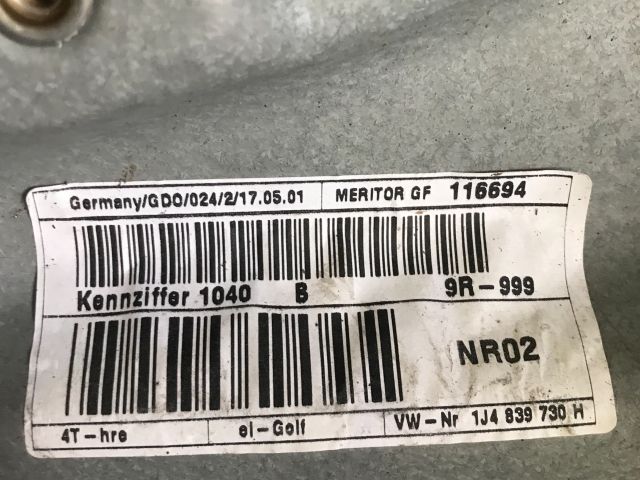 Germany/GDO/024/2/17.05.01 MERITOR GF 116694
Kennziffer 1040 B 9R-999
NR02
4T-hre el-Golf VW-Nr 1J4 839 730 H